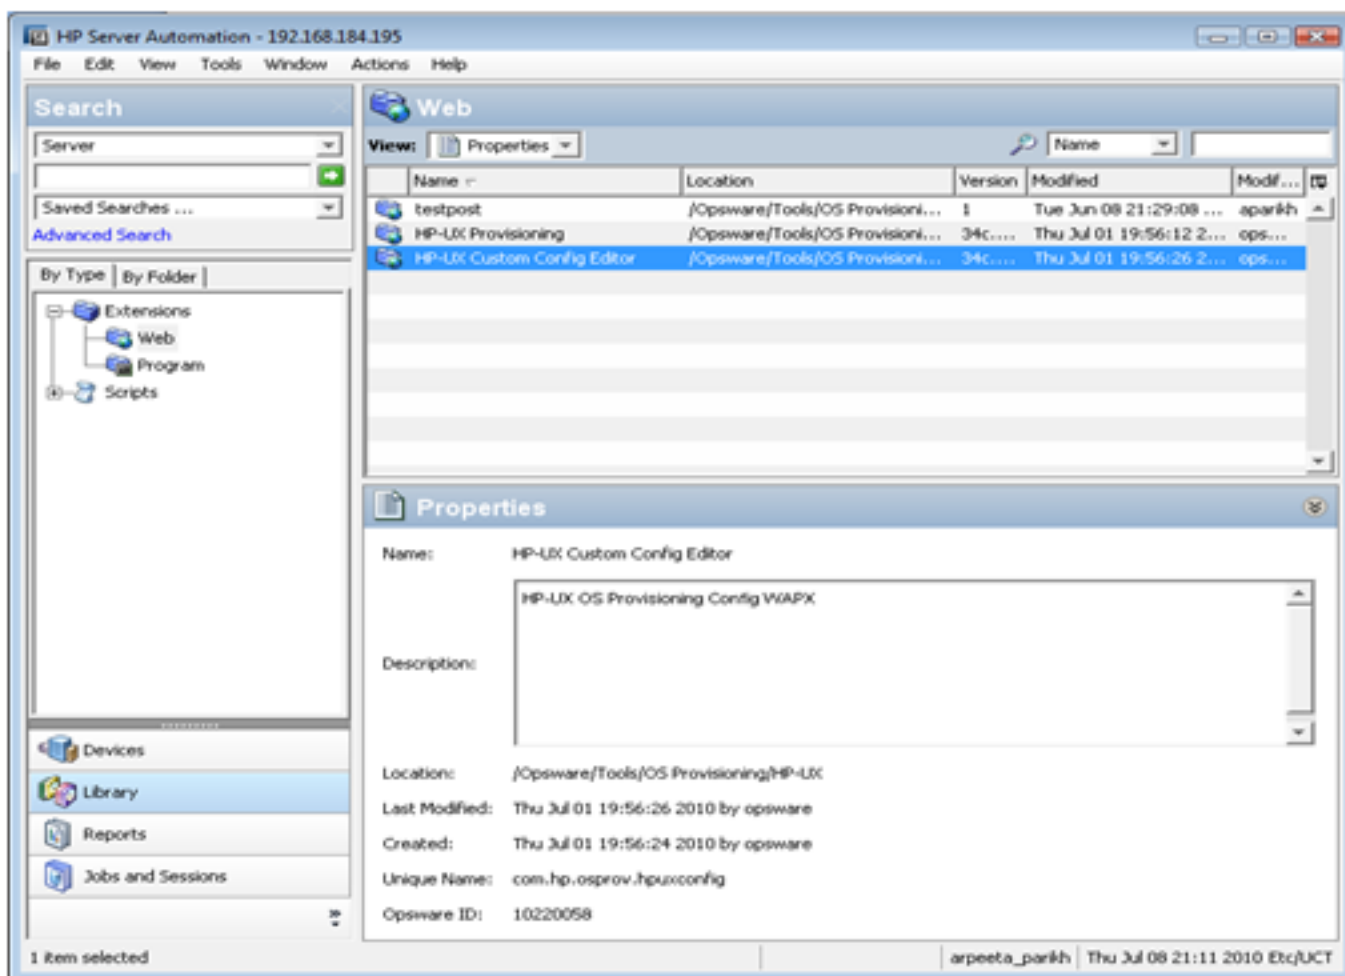 HP Server Automation - 192.168.184.195
File Edit View Tools Window Actions Help
Search
Server
Saved Searches ...
Advanced Search
By Type By Folder
Extensions
Web
Program
Scripts
Devices
Library
Reports
Jobs and Sessions
Web
View: Properties Name
Name Location Version Modified Modif...
testpost /Opsware/Tools/OS Provisioni... 1 Tue Jun 08 21:29:08 ... aparikh
HP-UX Provisioning /Opsware/Tools/OS Provisioni... 34c.... Thu Jul 01 19:56:12 2... ops...
HP-UX Custom Config Editor /Opsware/Tools/OS Provisioni... 34c.... Thu Jul 01 19:56:26 2... ops...
Properties
Name: HP-UX Custom Config Editor
Description: HP-UX OS Provisioning Config WAPX
Location: /Opsware/Tools/OS Provisioning/HP-UX
Last Modified: Thu Jul 01 19:56:26 2010 by opsware
Created: Thu Jul 01 19:56:24 2010 by opsware
Unique Name: com.hp.osprov.hpuxconfig
Opsware ID: 10220058
1 item selected arpeeta_parikh Thu Jul 08 21:11 2010 Etc/UCT